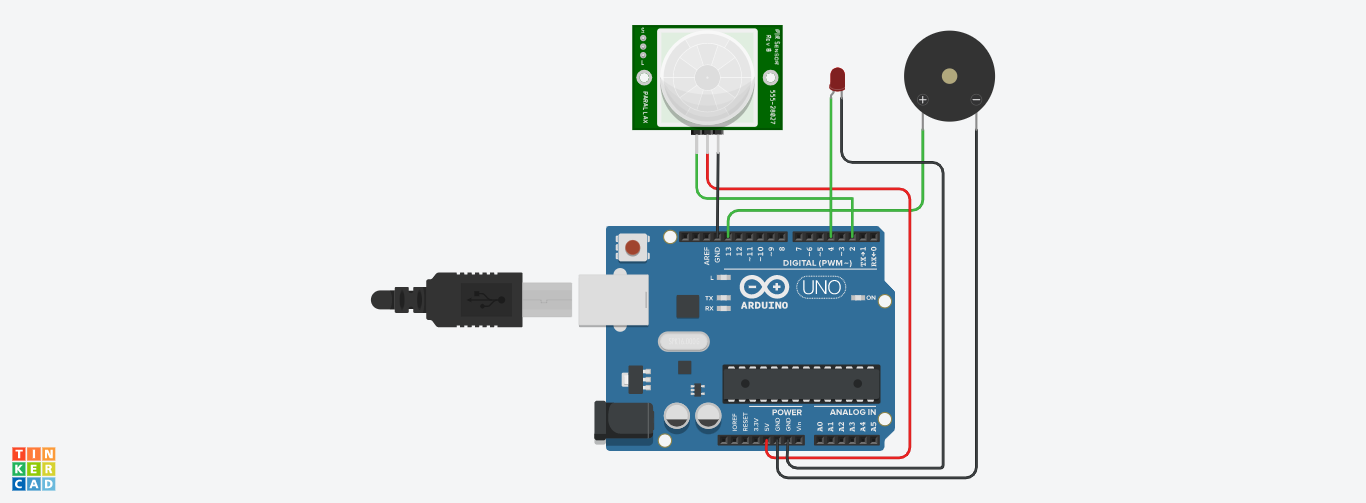 PIR Sensor
Rev B
PARALLAX
555-28027
AREF
GND
13
12
~11
~10
~9
8
7
~6
~5
4
~3
2
TX→1
RX←0
DIGITAL (PWM~)
L
TX
RX
ARDUINO
UNO
ON
POWER
ANALOG IN
IOREF
RESET
3.3V
5V
GND
GND
Vin
A0
A1
A2
A3
A4
A5
TIN
KER
CAD